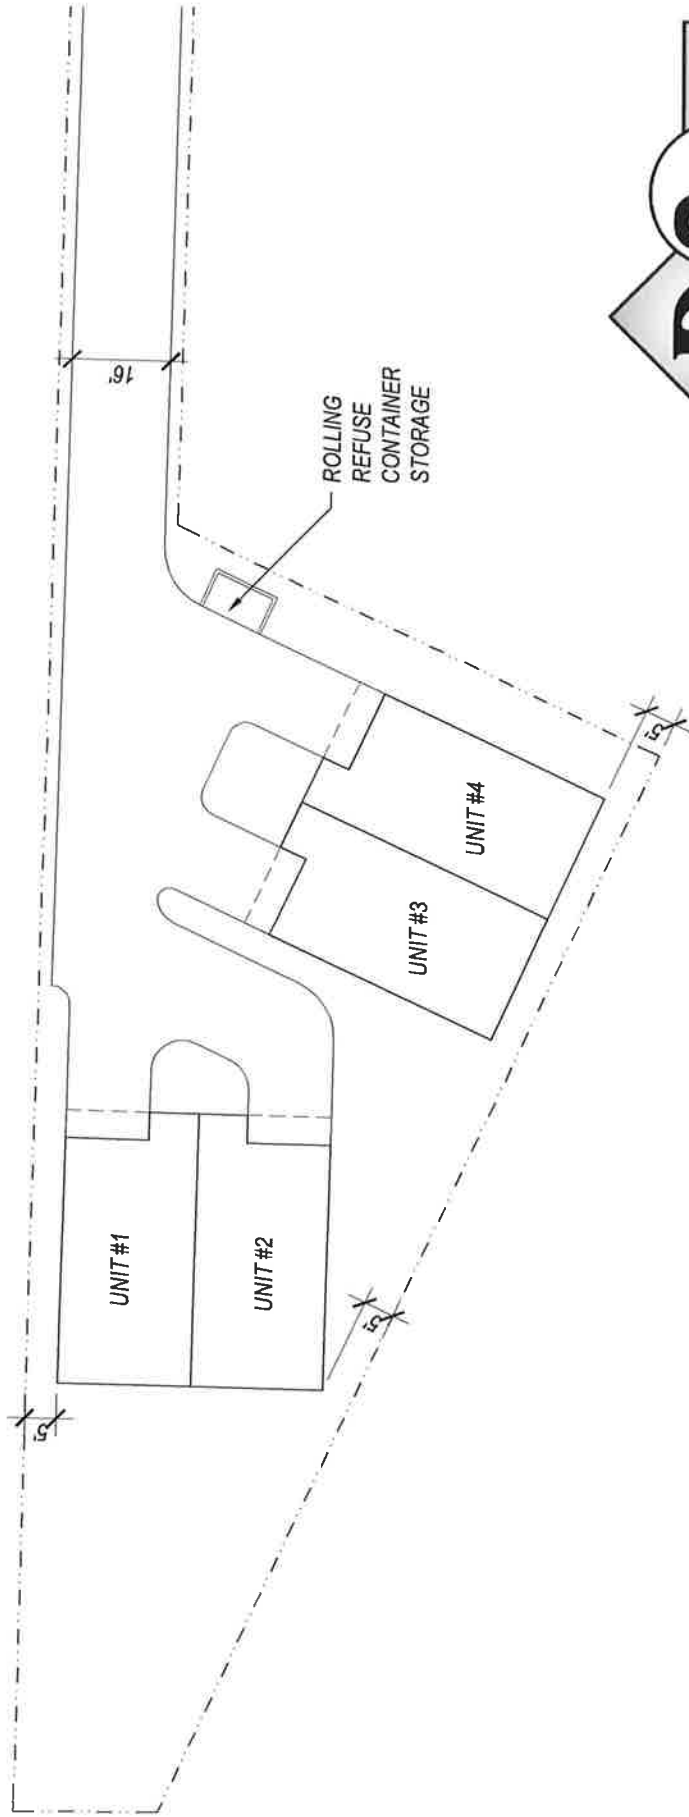 16'
ROLLING
REFUSE
CONTAINER
STORAGE
5'
UNIT #4
UNIT #3
UNIT #1
UNIT #2
5'
5'